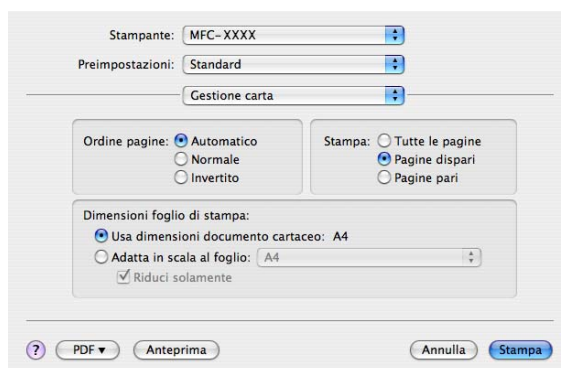 Stampante: MFC-XXXX
Preimpostazioni: Standard
Gestione carta
Ordine pagine: Automatico
Normale
Invertito
Stampa: Tutte le pagine
Pagine dispari
Pagine pari
Dimensioni foglio di stampa:
Usa dimensioni documento cartaceo: A4
Adatta in scala al foglio: A4
Riduci solamente
? PDF ▼ Anteprima Annulla Stampa